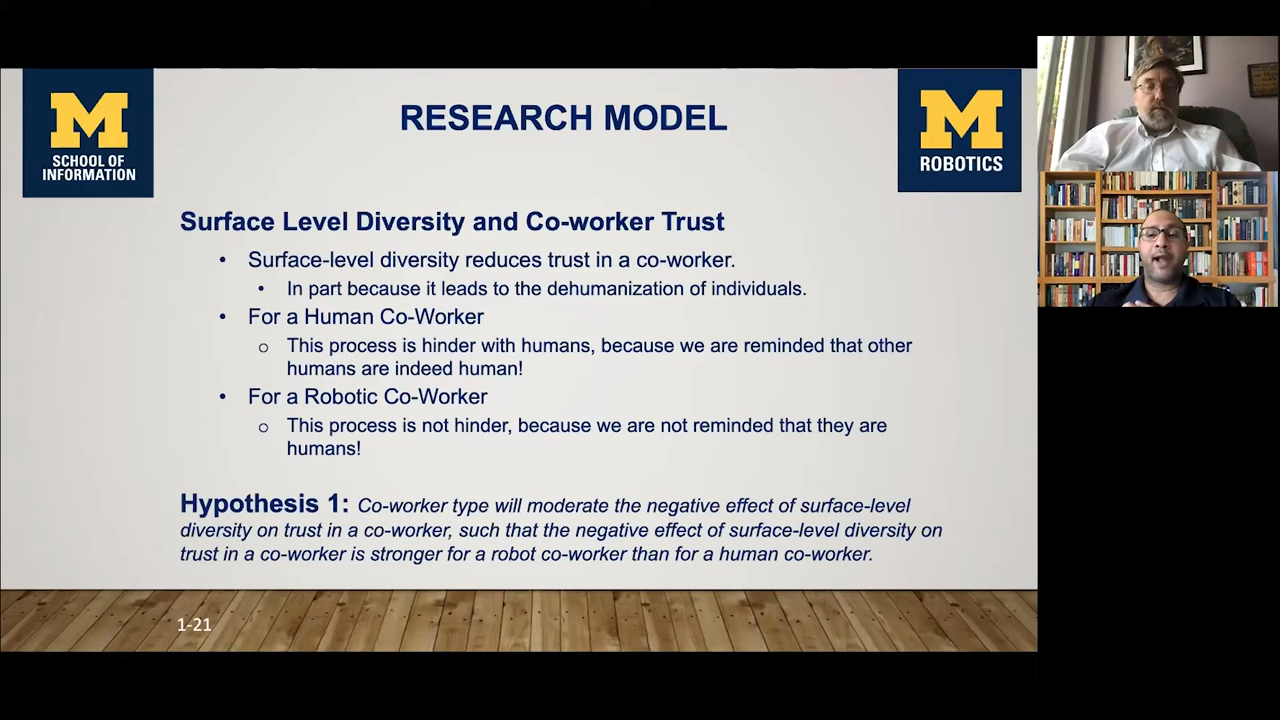 M
SCHOOL OF
INFORMATION
RESEARCH MODEL
M
ROBOTICS
Surface Level Diversity and Co-worker Trust
• Surface-level diversity reduces trust in a co-worker.
• In part because it leads to the dehumanization of individuals.
• For a Human Co-Worker
o This process is hinder with humans, because we are reminded that other
humans are indeed human!
• For a Robotic Co-Worker
o This process is not hinder, because we are not reminded that they are
humans!
Hypothesis 1: Co-worker type will moderate the negative effect of surface-level
diversity on trust in a co-worker, such that the negative effect of surface-level diversity on
trust in a co-worker is stronger for a robot co-worker than for a human co-worker.
1-21